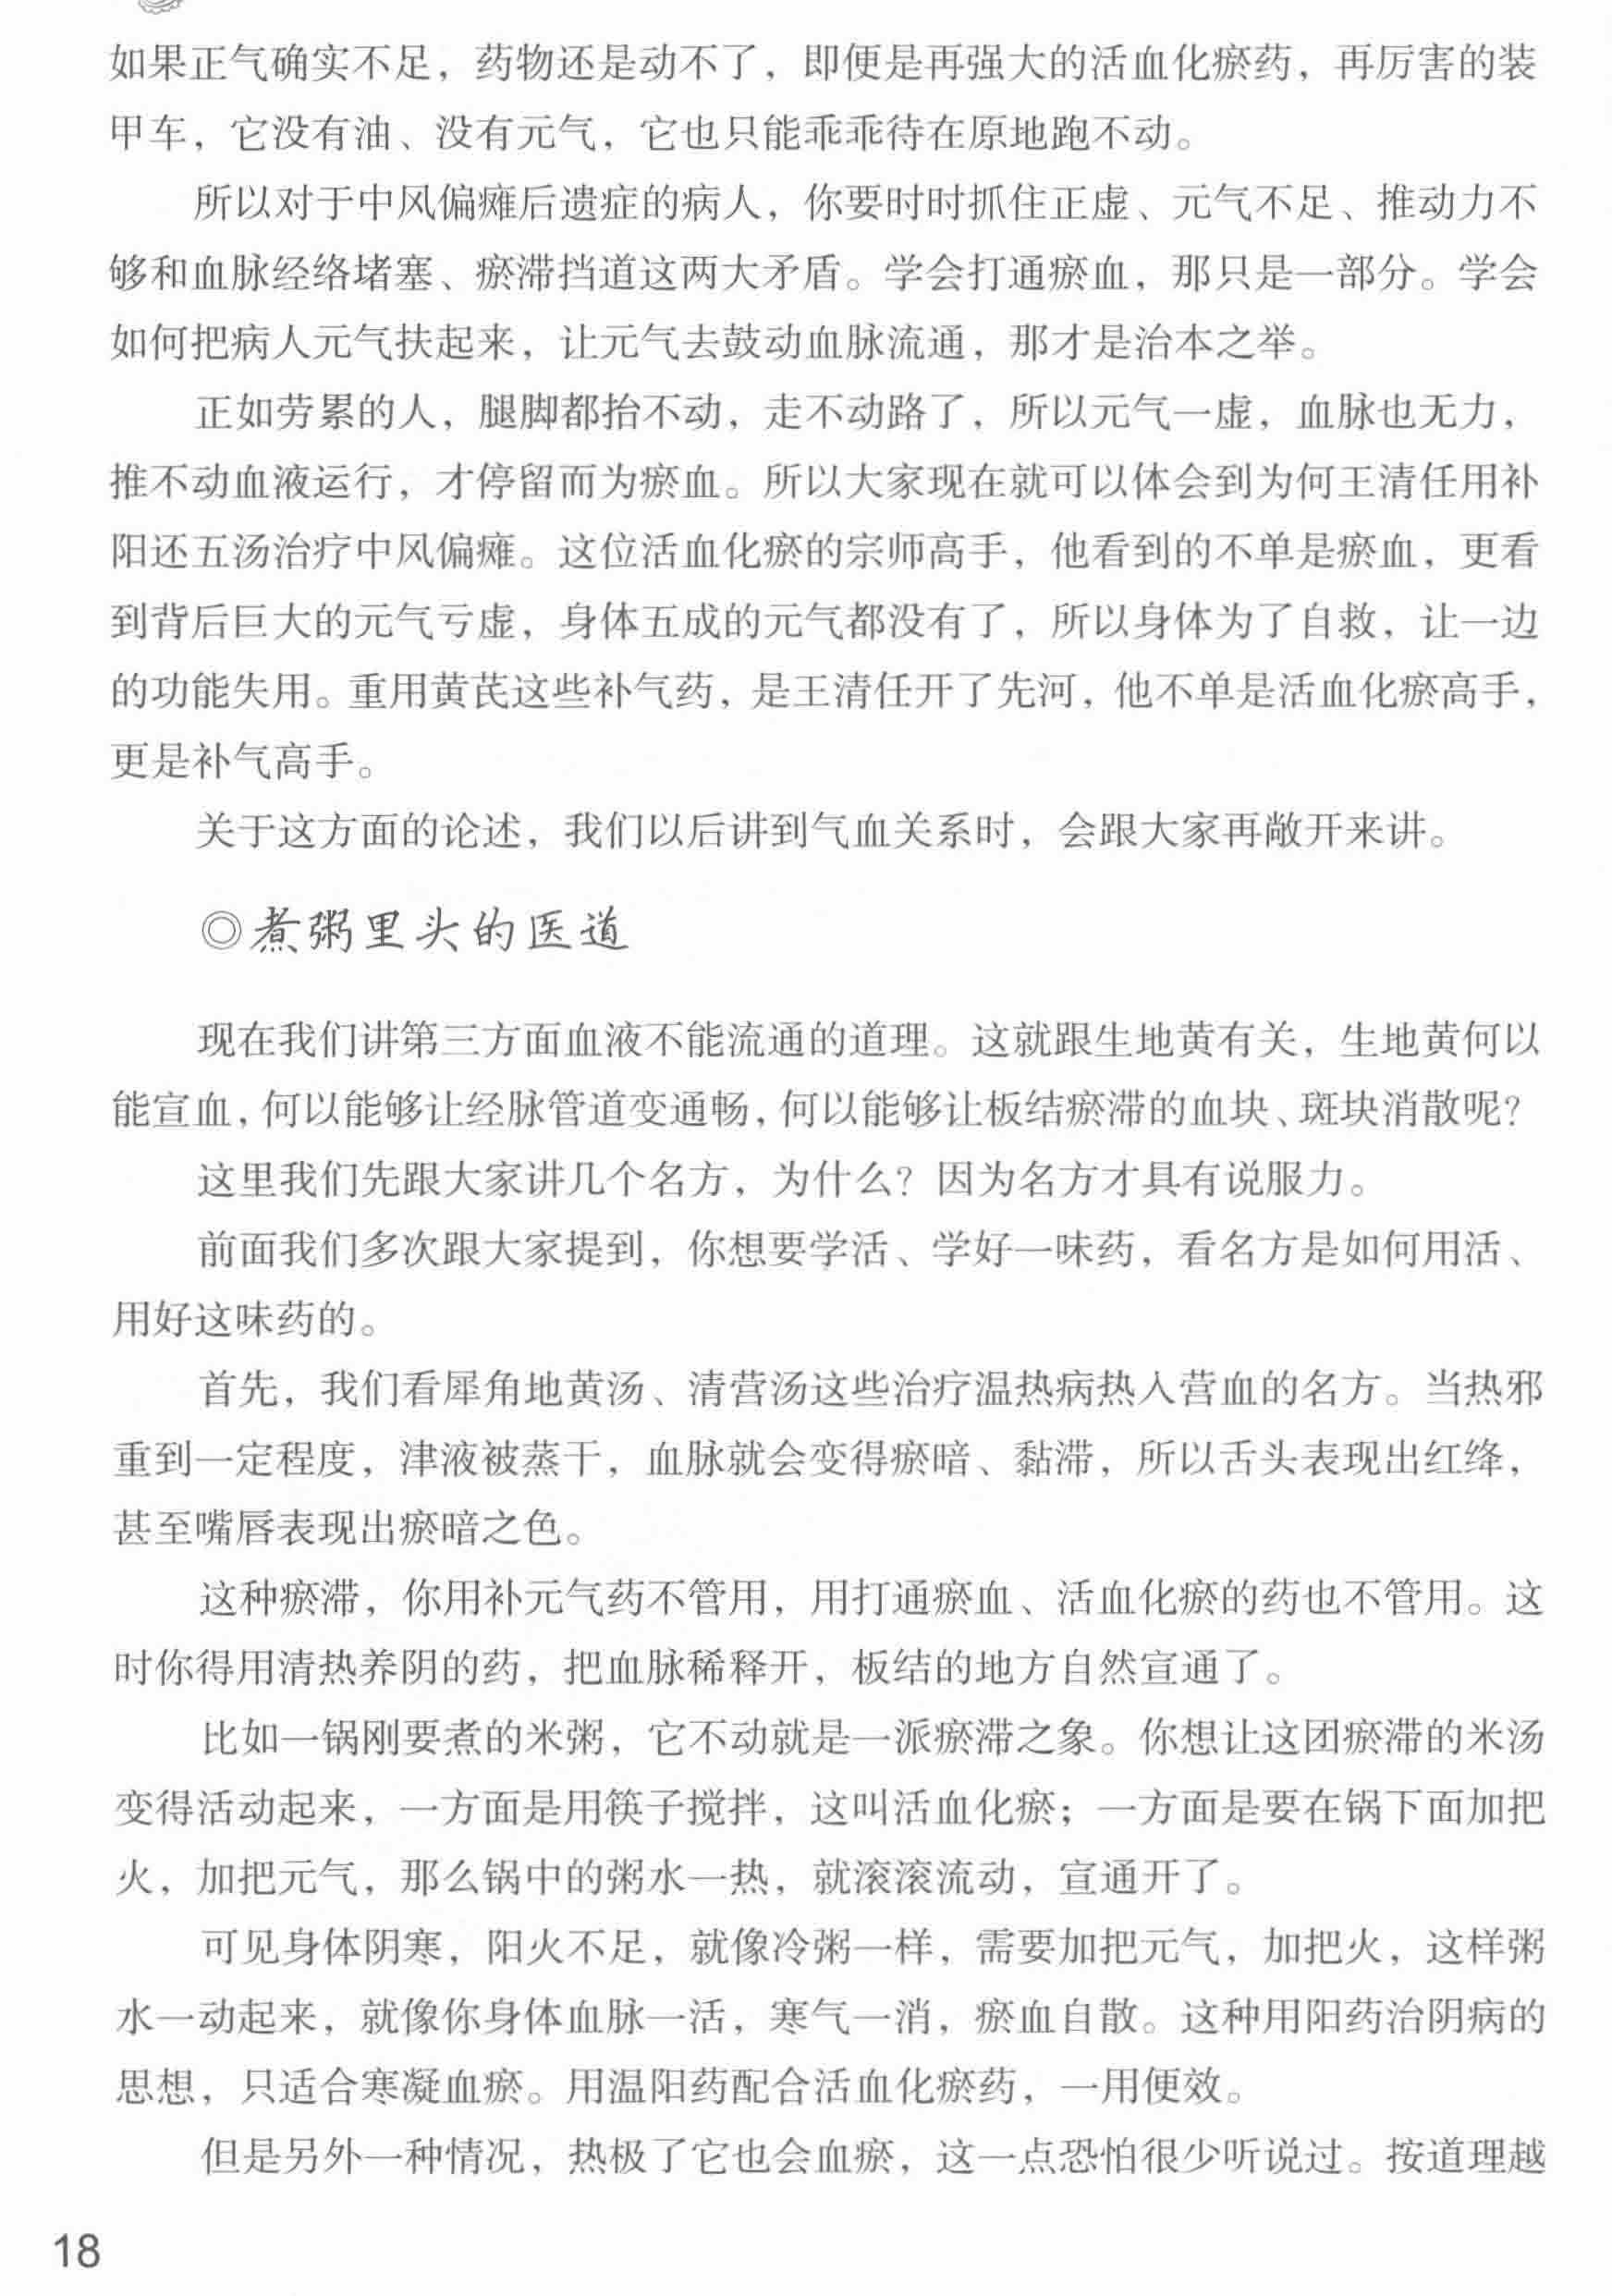 如果正气确实不足，药物还是动不了，即便是再强大的活血化瘀药，再厉害的装
甲车，它没有油、没有元气，它也只能乖乖待在原地跑不动。
所以对于中风偏瘫后遗症的病人，你要时时抓住正虚、元气不足、推动力不
够和血脉经络堵塞、瘀滞挡道这两大矛盾。学会打通瘀血，那只是一部分。学会
如何把病人元气扶起来，让元气去鼓动血脉流通，那才是治本之举。
正如劳累的人，腿脚都抬不动，走不动路了，所以元气一虚，血脉也无力，
推不动血液运行，才停留而为瘀血。所以大家现在就可以体会到为何王清任用补
阳还五汤治疗中风偏瘫。这位活血化瘀的宗师高手，他看到的不单是瘀血，更看
到背后巨大的元气亏虚，身体五成的元气都没有了，所以身体为了自救，让一边
的功能失用。重用黄芪这些补气药，是王清任开了先河，他不单是活血化瘀高手，
更是补气高手。
关于这方面的论述，我们以后讲到气血关系时，会跟大家再敞开来讲。
◎煮粥里头的医道
现在我们讲第三方面血液不能流通的道理。这就跟生地黄有关，生地黄何以
能宣血，何以能够让经脉管道变通畅，何以能够让板结瘀滞的血块、斑块消散呢？
这里我们先跟大家讲几个名方，为什么？因为名方才具有说服力。
前面我们多次跟大家提到，你想要学活、学好一味药，看名方是如何用活、
用好这味药的。
首先，我们看犀角地黄汤、清营汤这些治疗温热病热入营血的名方。当热邪
重到一定程度，津液被蒸干，血脉就会变得瘀暗、黏滞，所以舌头表现出红绛，
甚至嘴唇表现出瘀暗之色。
这种瘀滞，你用补元气药不管用，用打通瘀血、活血化瘀的药也不管用。这
时你得用清热养阴的药，把血脉稀释开，板结的地方自然宣通了。
比如一锅刚要煮的米粥，它不动就是一派瘀滞之象。你想让这团瘀滞的米汤
变得活动起来，一方面是用筷子搅拌，这叫活血化瘀；一方面是要在锅下面加把
火，加把元气，那么锅中的粥水一热，就滚滚流动，宣通开了。
可见身体阴寒，阳火不足，就像冷粥一样，需要加把元气，加把火，这样粥
水一动起来，就像你身体血脉一活，寒气一消，瘀血自散。这种用阳药治阴病的
思想，只适合寒凝血瘀。用温阳药配合活血化瘀药，一用便效。
但是另外一种情况，热极了它也会血瘀，这一点恐怕很少听说过。按道理越
18